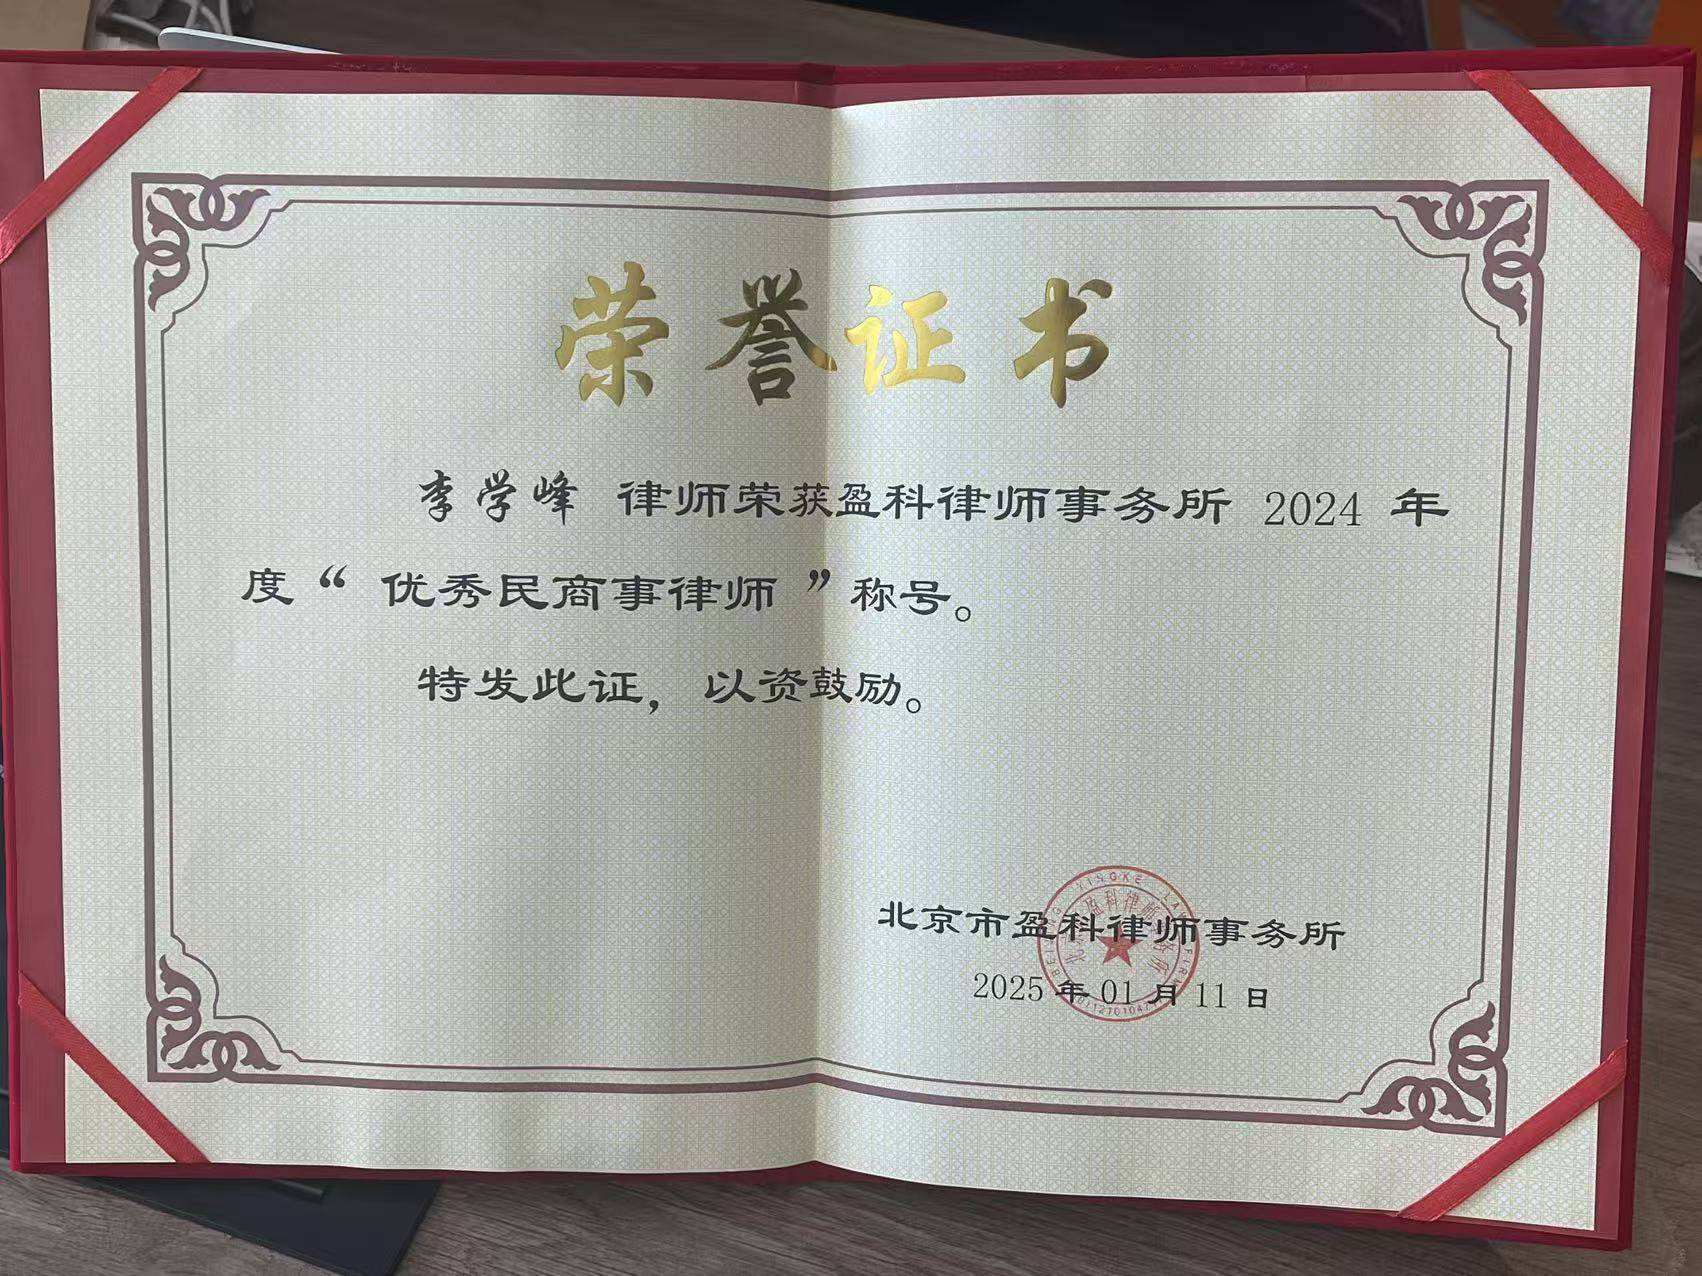 荣誉证书
李学峰 律师荣获盈科律师事务所 2024 年
度“ 优秀民商事律师 ”称号。
特发此证，以资鼓励。
北京市盈科律师事务所
2025 年 01 月 11 日